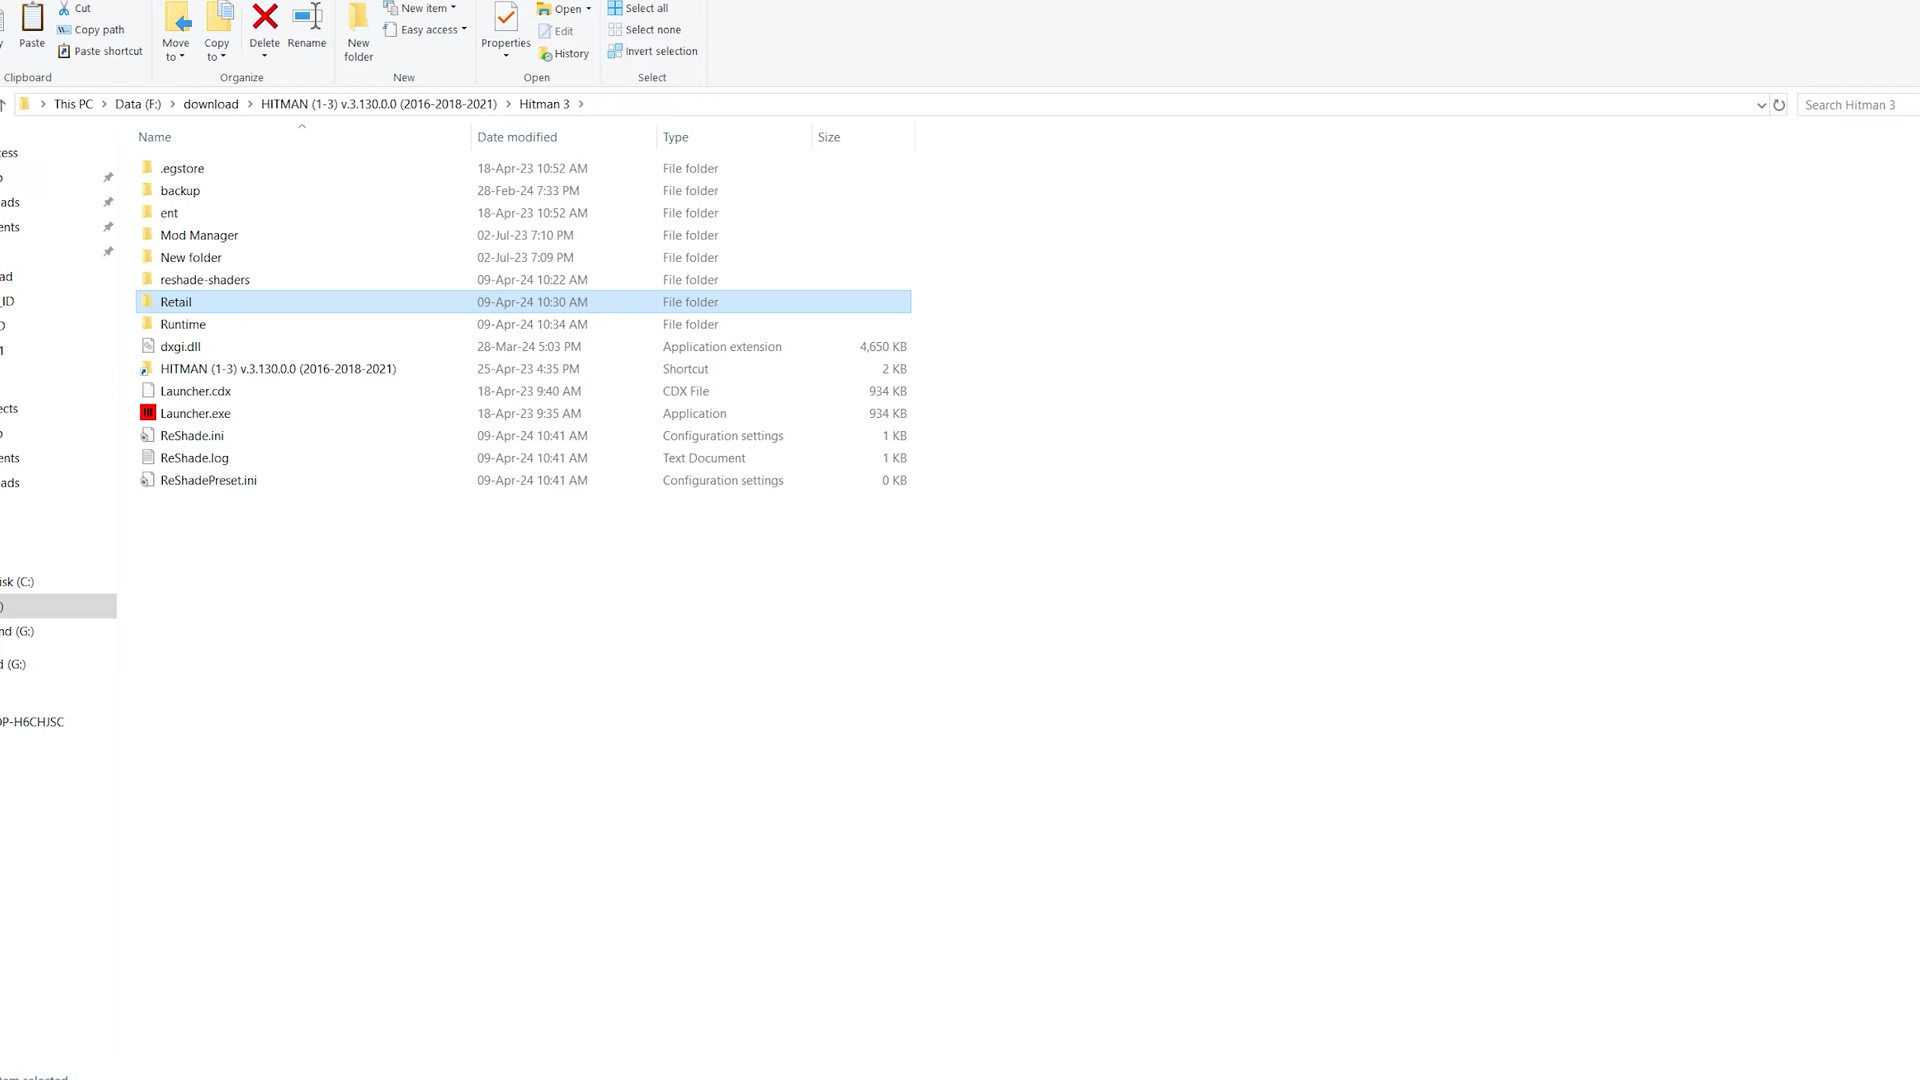 Cut
New item
Open
Select all
Copy path
Easy access
Edit
Select none
Paste
Paste shortcut
Move to
Copy to
Delete
Rename
New folder
Properties
History
Invert selection
Clipboard
Organize
New
Open
Select
This PC > Data (F:) > download > HITMAN (1-3) v.3.130.0.0 (2016-2018-2021) > Hitman 3 >
Search Hitman 3
Name Date modified Type Size
.egstore 18-Apr-23 10:52 AM File folder
backup 28-Feb-24 7:33 PM File folder
ent 18-Apr-23 10:52 AM File folder
Mod Manager 02-Jul-23 7:10 PM File folder
New folder 02-Jul-23 7:09 PM File folder
reshade-shaders 09-Apr-24 10:22 AM File folder
Retail 09-Apr-24 10:30 AM File folder
Runtime 09-Apr-24 10:34 AM File folder
dxgi.dll 28-Mar-24 5:03 PM Application extension 4,650 KB
HITMAN (1-3) v.3.130.0.0 (2016-2018-2021) 25-Apr-23 4:35 PM Shortcut 2 KB
Launcher.cdx 18-Apr-23 9:40 AM CDX File 934 KB
Launcher.exe 18-Apr-23 9:35 AM Application 934 KB
ReShade.ini 09-Apr-24 10:41 AM Configuration settings 1 KB
ReShade.log 09-Apr-24 10:41 AM Text Document 1 KB
ReShadePreset.ini 09-Apr-24 10:41 AM Configuration settings 0 KB
cess
ads
ents
ad
_ID
1
ects
ents
ads
isk (C:)
)
nd (G:)
d (G:)
OP-H6CHJSC